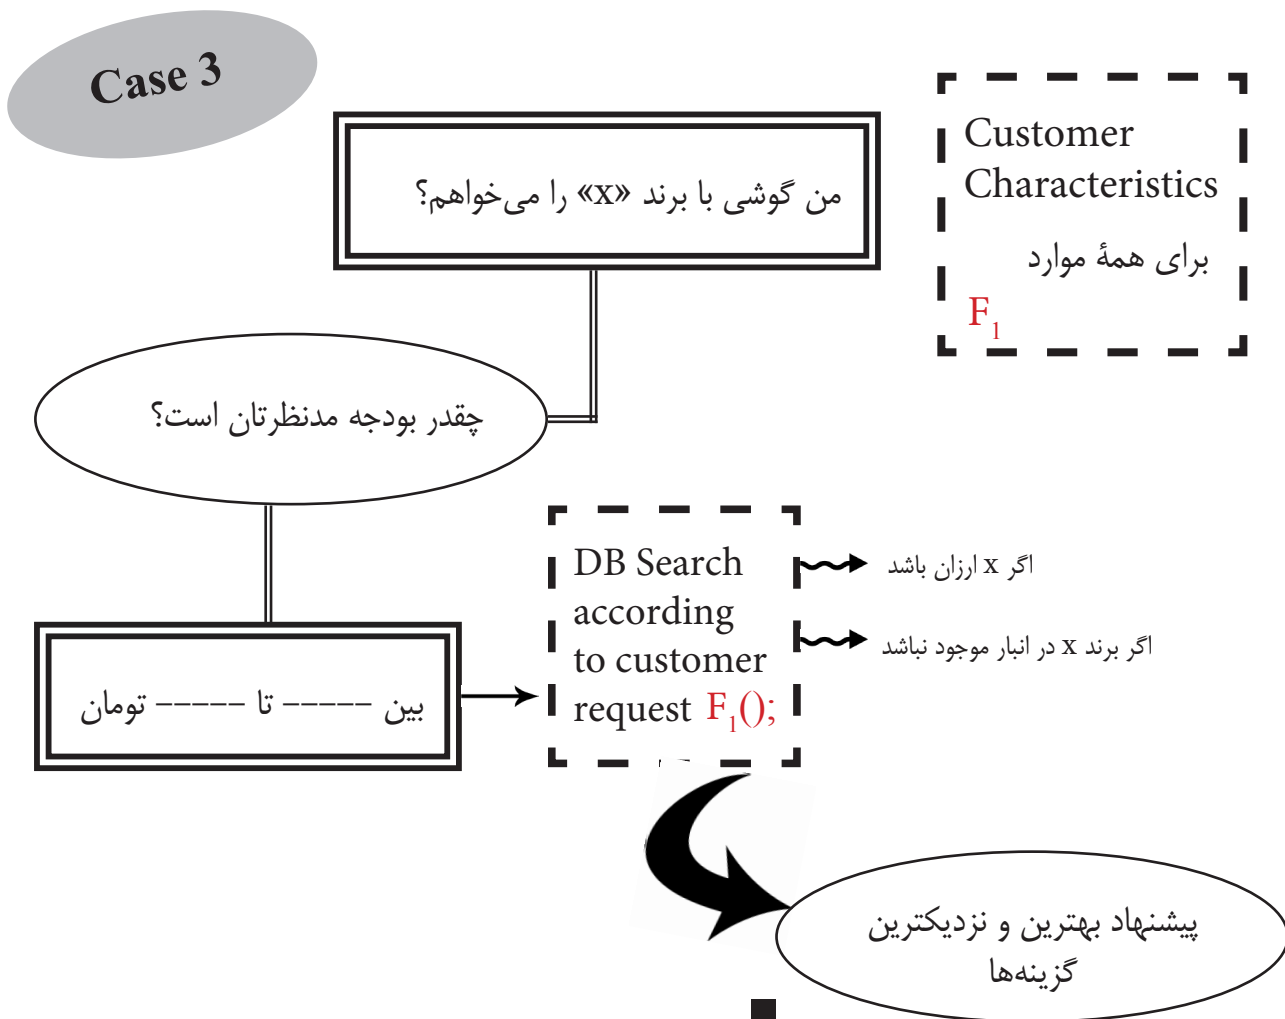 Case 3
من گوشی با برند «x» را می‌خواهم؟
Customer
Characteristics
برای همهٔ موارد
F₁
چقدر بودجه مدنظرتان است؟
بین ----- تا ----- تومان
DB Search
according
to customer
request F₁();
اگر x ارزان باشد
اگر برند x در انبار موجود نباشد
پیشنهاد بهترین و نزدیکترین
گزینه‌ها